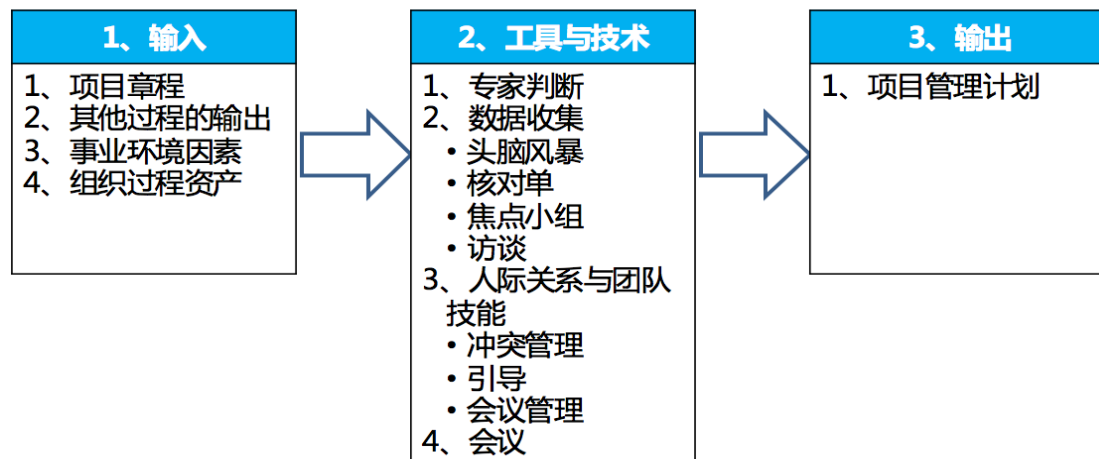 1、输入
1、项目章程
2、其他过程的输出
3、事业环境因素
4、组织过程资产
2、工具与技术
1、专家判断
2、数据收集
•头脑风暴
•核对单
•焦点小组
•访谈
3、人际关系与团队
技能
•冲突管理
•引导
•会议管理
4、会议
3、输出
1、项目管理计划